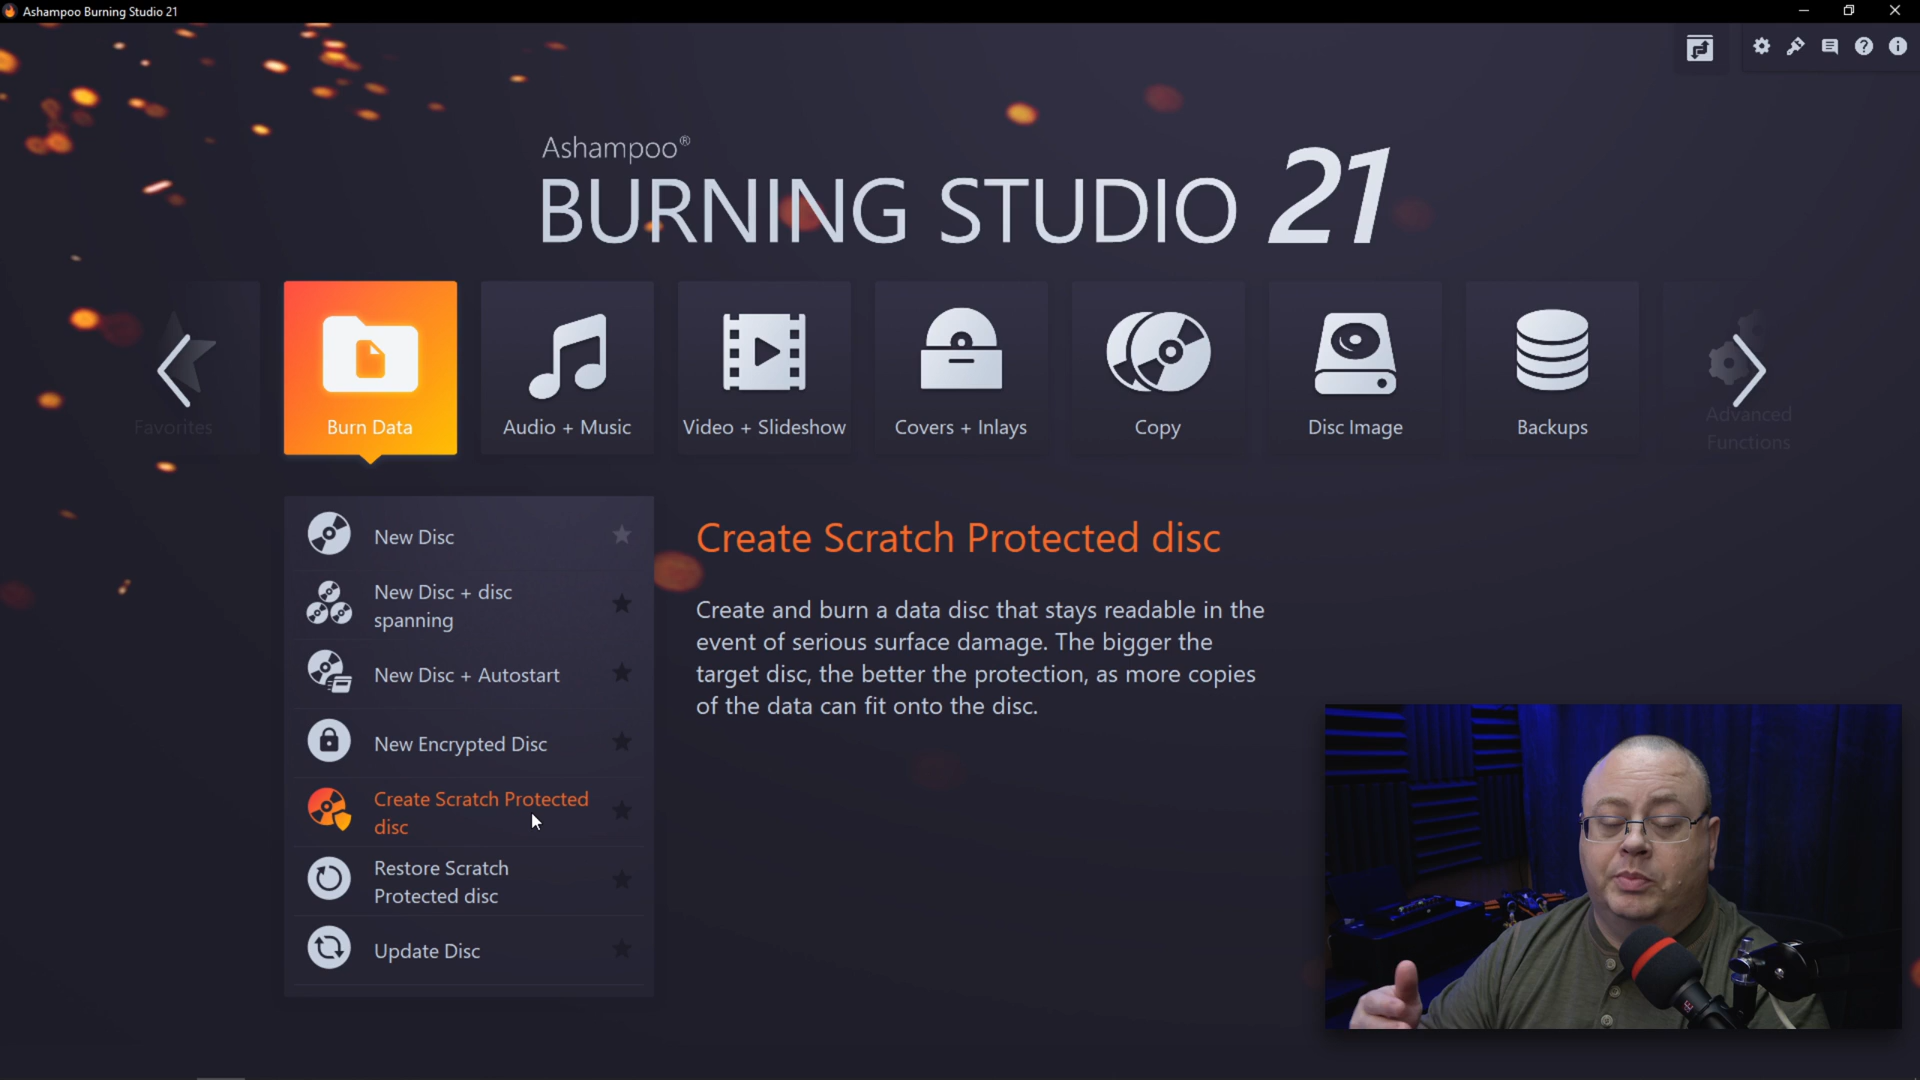 Ashampoo Burning Studio 21
Ashampoo®
BURNING STUDIO 21
Favorites
Burn Data
Audio + Music
Video + Slideshow
Covers + Inlays
Copy
Disc Image
Backups
Advanced
Functions
New Disc
New Disc + disc
spanning
New Disc + Autostart
New Encrypted Disc
Create Scratch Protected
disc
Restore Scratch
Protected disc
Update Disc
Create Scratch Protected disc
Create and burn a data disc that stays readable in the
event of serious surface damage. The bigger the
target disc, the better the protection, as more copies
of the data can fit onto the disc.